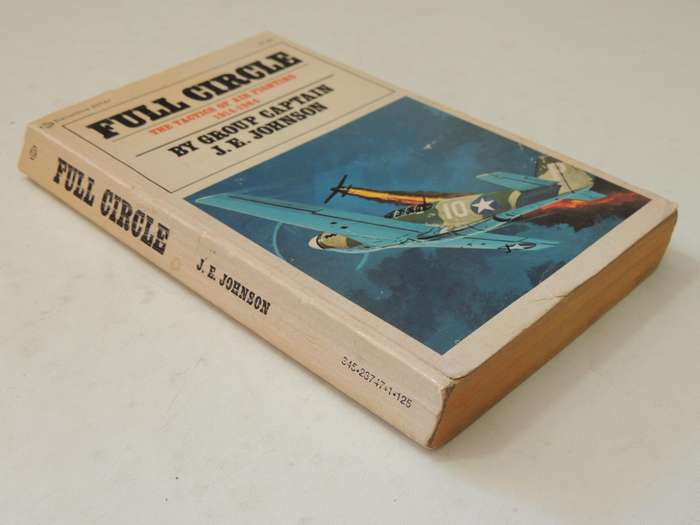 FULL CIRCLE
THE TACTICS OF AIR FIGHTING
1914-1964
BY GROUP CAPTAIN
J. E. JOHNSON
10
FULL CIRCLE
J. E. JOHNSON
345·23747·1·125